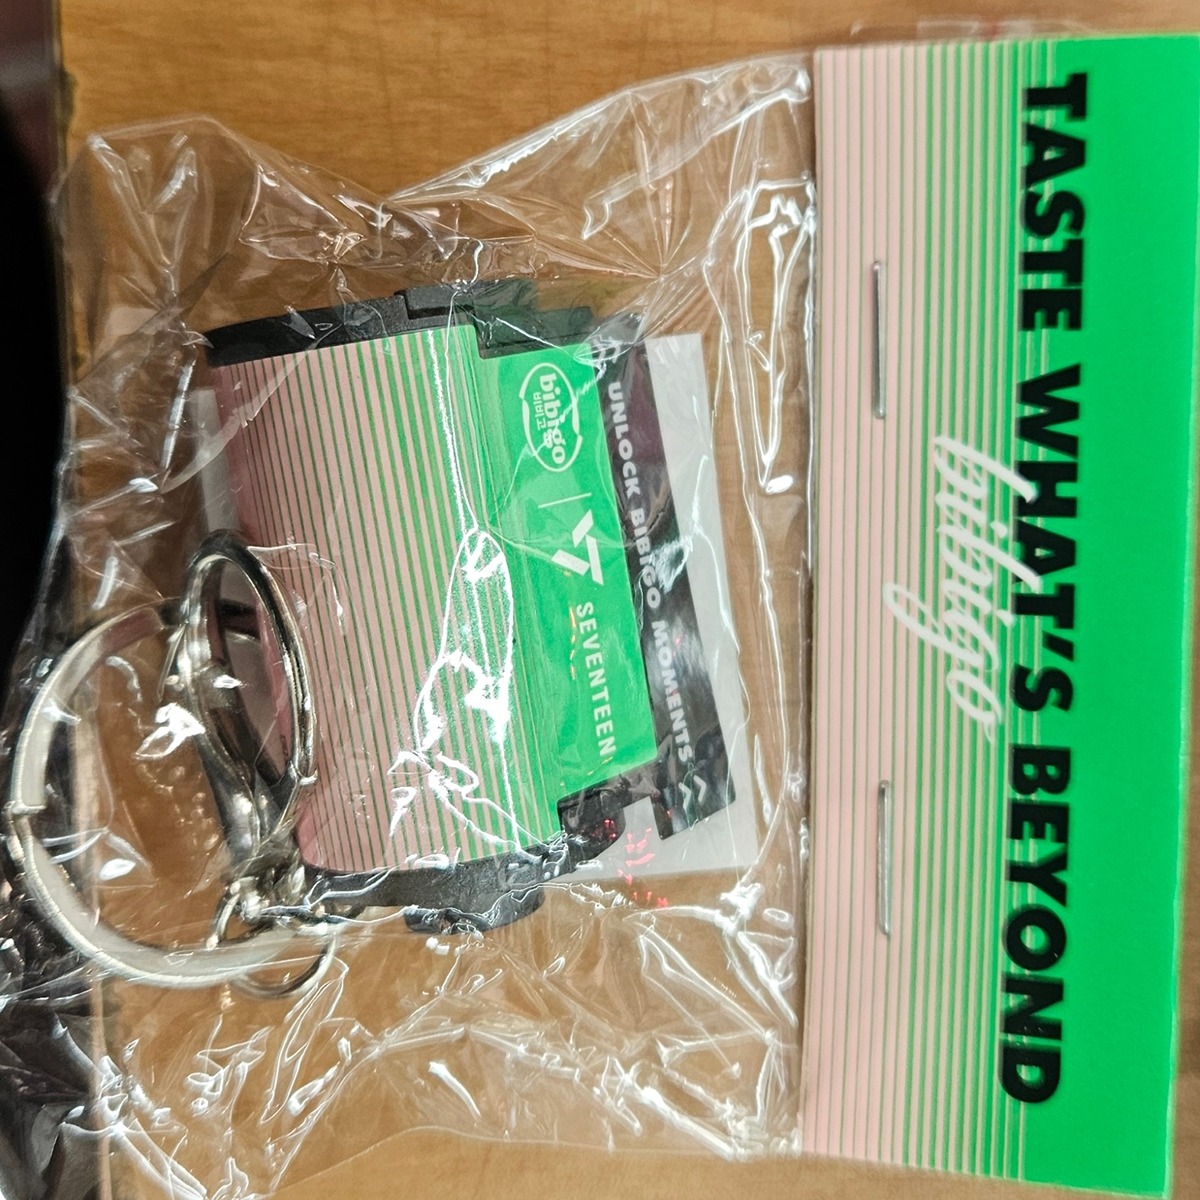 TASTE WHAT'S BEYOND
bibigo
UNLOCK BIBIGO MOMENTS
bibigo
비비고
SEVENTEEN